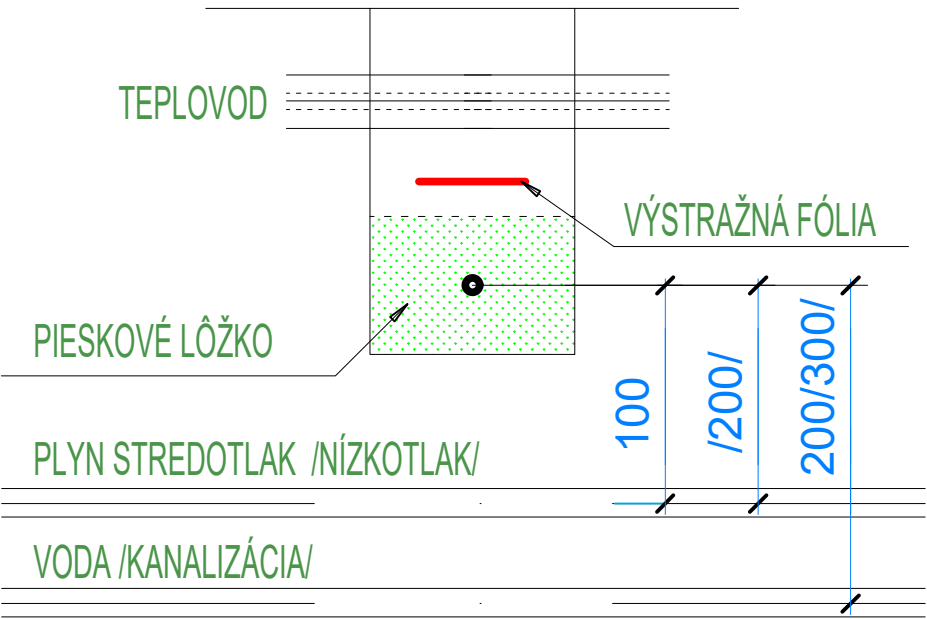 TEPLOVOD
VÝSTRAŽNÁ FÓLIA
PIESKOVÉ LÔŽKO
100
/200/
200/300/
PLYN STREDOTLAK /NÍZKOTLAK/
VODA /KANALIZÁCIA/